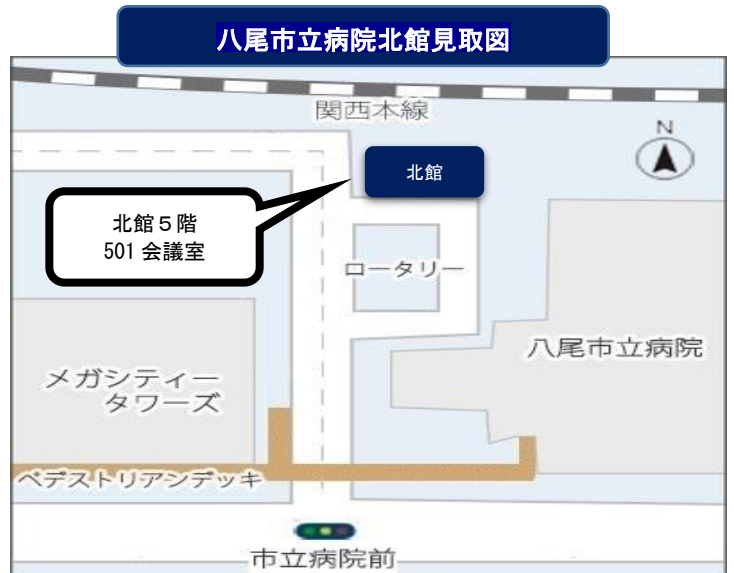 八尾市立病院北館見取図
関西本線
N
北館
北館５階
501 会議室
ロータリー
八尾市立病院
メガシティー
タワーズ
ペデストリアンデッキ
市立病院前